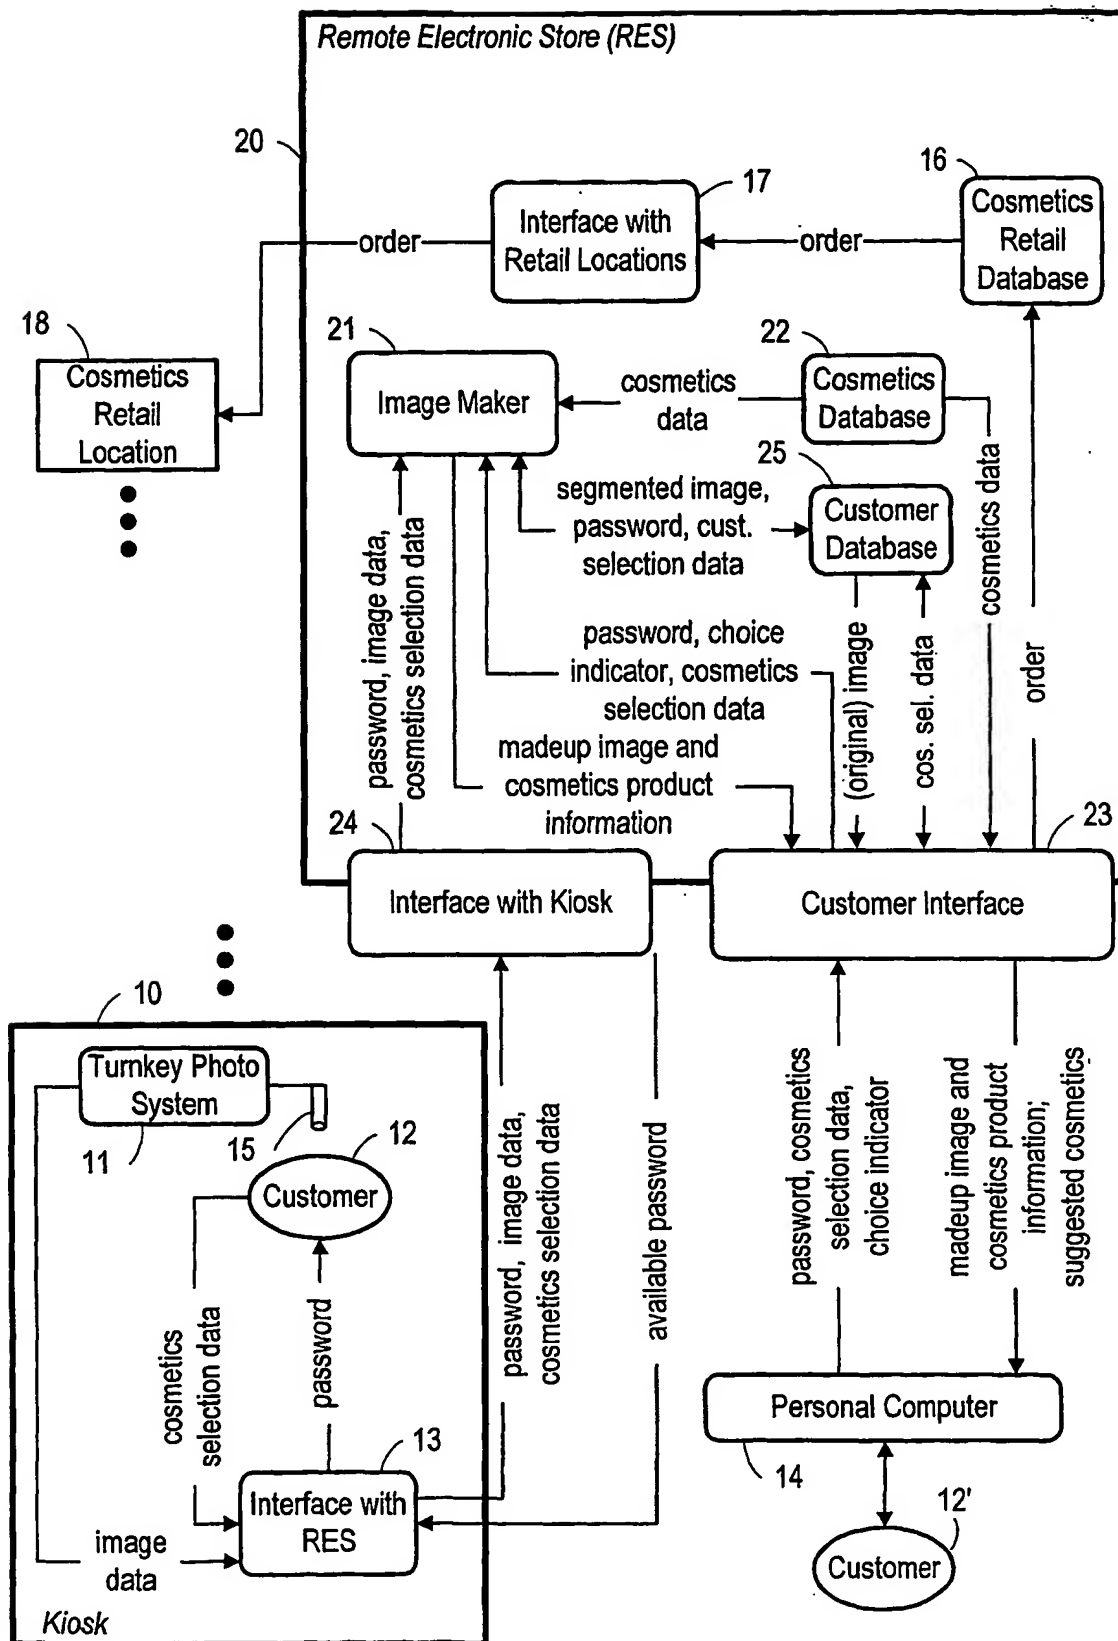 Remote Electronic Store (RES)
20
17
16
Interface with
Retail Locations
Cosmetics
Retail
Database
order
order
18
Cosmetics
Retail
Location
21
Image Maker
22
Cosmetics
Database
cosmetics
data
25
Customer
Database
segmented image,
password, cust.
selection data
password, image data,
cosmetics selection data
password, choice
indicator, cosmetics
selection data
madeup image and
cosmetics product
information
(original) image
cos. sel. data
cosmetics data
order
24
Interface with Kiosk
23
Customer Interface
10
Turnkey Photo
System
11
15
12
Customer
cosmetics
selection data
password
password, image data,
cosmetics selection data
available password
password, cosmetics
selection data,
choice indicator
madeup image and
cosmetics product
information;
suggested cosmetics
13
Interface with
RES
image
data
Kiosk
Personal Computer
14
12'
Customer